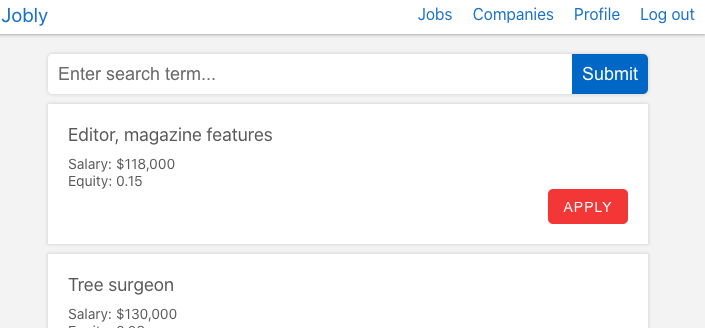 Jobly Jobs Companies Profile Log out
Enter search term... Submit
Editor, magazine features
Salary: $118,000
Equity: 0.15
APPLY
Tree surgeon
Salary: $130,000